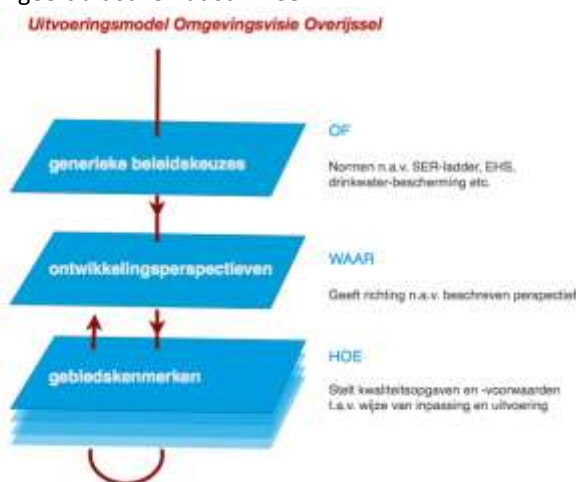 Uitvoeringsmodel Omgevingsvisie Overijssel
generieke beleidskeuzes
OF
Normen n.a.v. SER-ladder, EHS,
drinkwater-bescherming etc.
ontwikkelingsperspectieven
WAAR
Geeft richting n.a.v. beschreven perspectief
gebiedskenmerken
HOE
Stelt kwaliteitsopgaven en -voorwaarden
t.a.v. wijze van inpassing en uitvoering